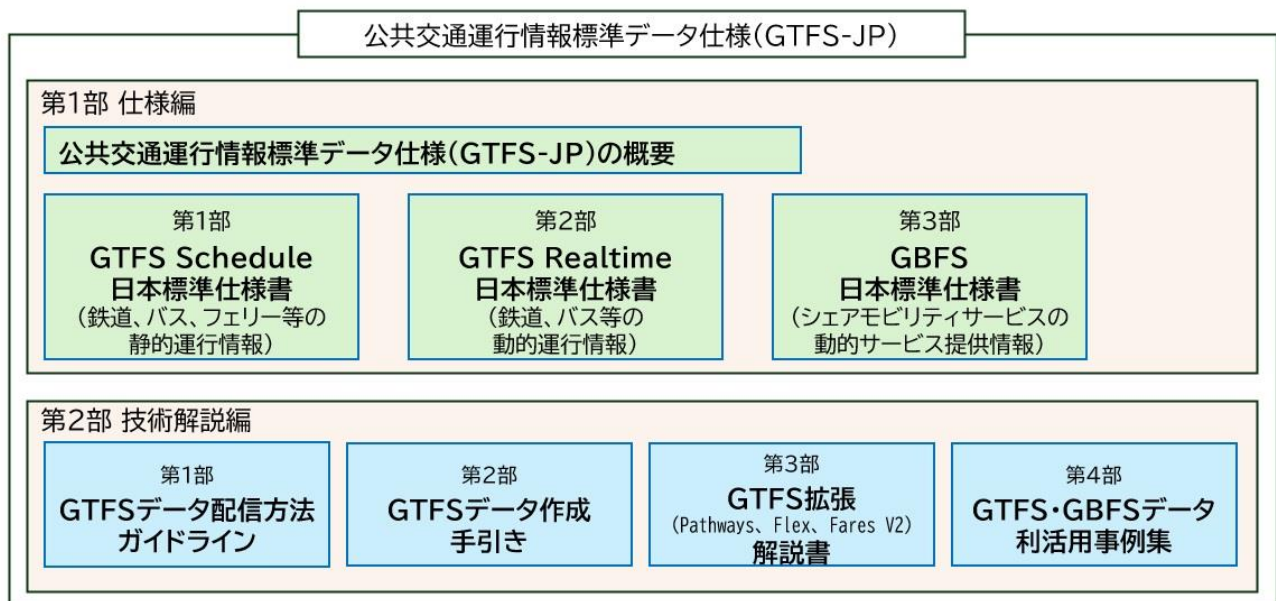 公共交通運行情報標準データ仕様(GTFS-JP)
第1部 仕様編
公共交通運行情報標準データ仕様(GTFS-JP)の概要
第1部
GTFS Schedule
日本標準仕様書
(鉄道、バス、フェリー等の
静的運行情報)
第2部
GTFS Realtime
日本標準仕様書
(鉄道、バス等の
動的運行情報)
第3部
GBFS
日本標準仕様書
(シェアモビリティサービスの
動的サービス提供情報)
第2部 技術解説編
第1部
GTFSデータ配信方法
ガイドライン
第2部
GTFSデータ作成
手引き
第3部
GTFS拡張
(Pathways、Flex、Fares V2)
解説書
第4部
GTFS・GBFSデータ
利活用事例集